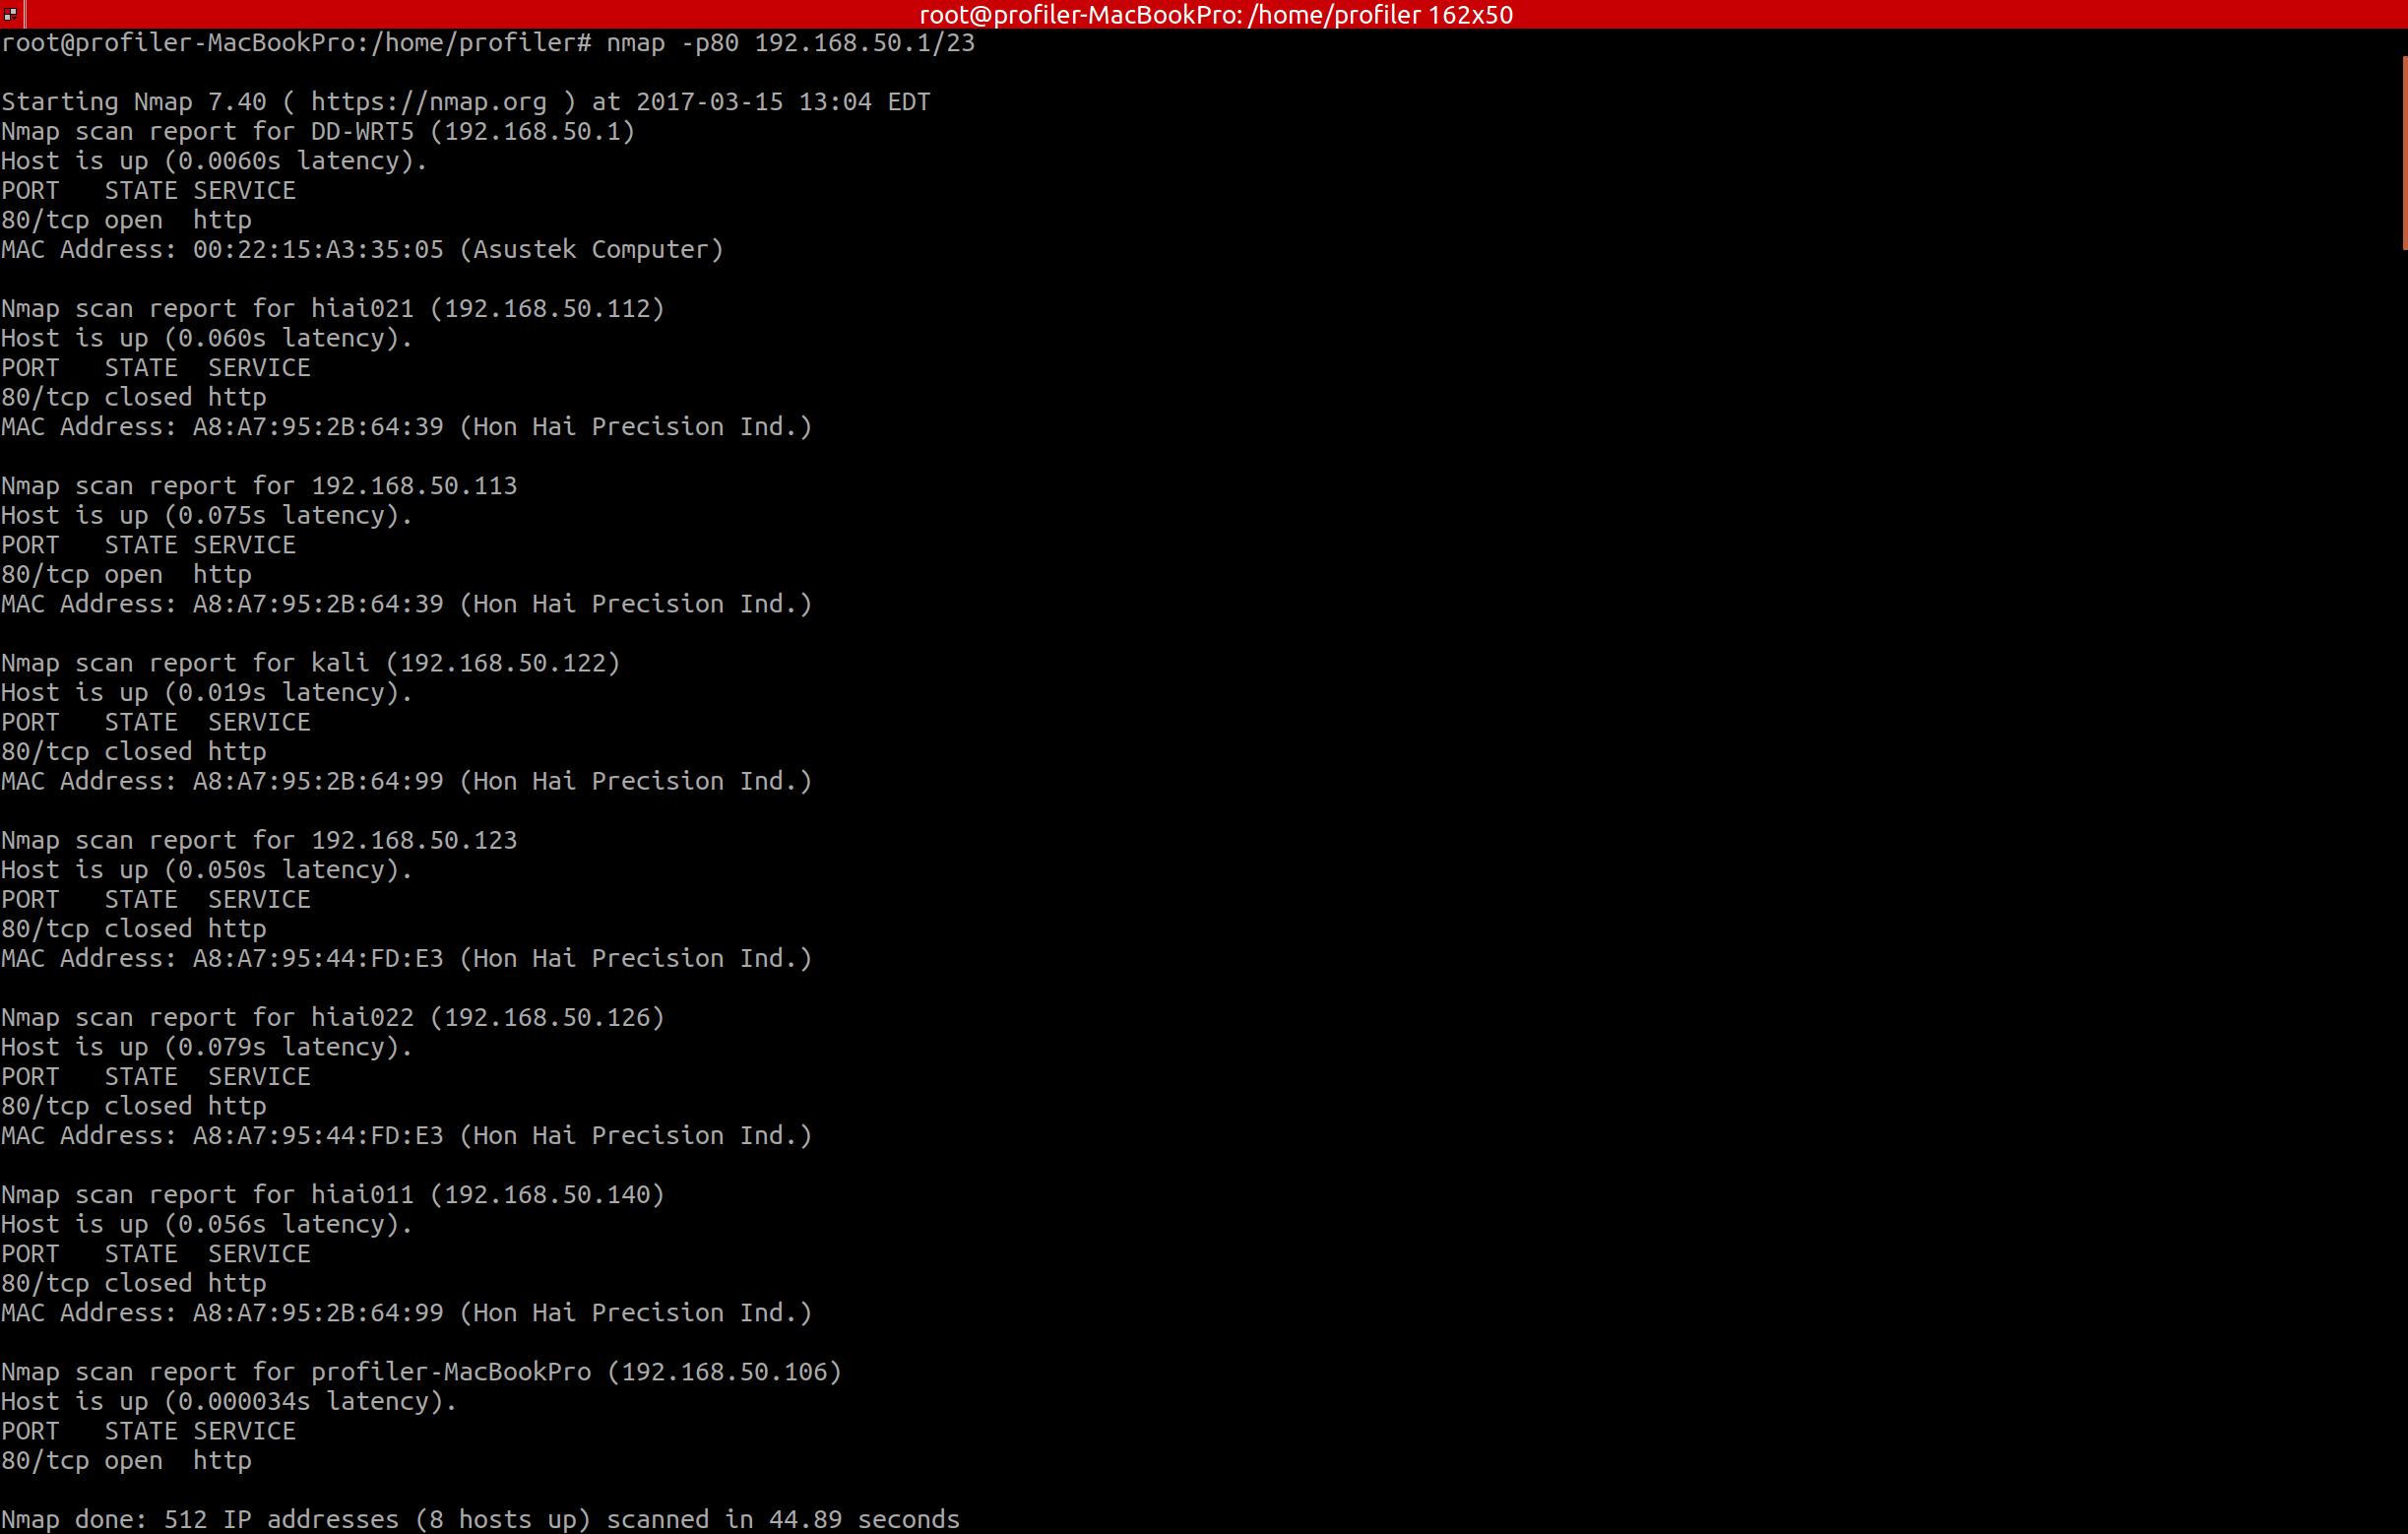 root@profiler-MacBookPro: /home/profiler 162x50
root@profiler-MacBookPro:/home/profiler# nmap -p80 192.168.50.1/23
Starting Nmap 7.40 ( https://nmap.org ) at 2017-03-15 13:04 EDT
Nmap scan report for DD-WRT5 (192.168.50.1)
Host is up (0.0060s latency).
PORT   STATE SERVICE
80/tcp open  http
MAC Address: 00:22:15:A3:35:05 (Asustek Computer)
Nmap scan report for hiai021 (192.168.50.112)
Host is up (0.060s latency).
PORT   STATE  SERVICE
80/tcp closed http
MAC Address: A8:A7:95:2B:64:39 (Hon Hai Precision Ind.)
Nmap scan report for 192.168.50.113
Host is up (0.075s latency).
PORT   STATE SERVICE
80/tcp open  http
MAC Address: A8:A7:95:2B:64:39 (Hon Hai Precision Ind.)
Nmap scan report for kali (192.168.50.122)
Host is up (0.019s latency).
PORT   STATE  SERVICE
80/tcp closed http
MAC Address: A8:A7:95:2B:64:99 (Hon Hai Precision Ind.)
Nmap scan report for 192.168.50.123
Host is up (0.050s latency).
PORT   STATE  SERVICE
80/tcp closed http
MAC Address: A8:A7:95:44:FD:E3 (Hon Hai Precision Ind.)
Nmap scan report for hiai022 (192.168.50.126)
Host is up (0.079s latency).
PORT   STATE  SERVICE
80/tcp closed http
MAC Address: A8:A7:95:44:FD:E3 (Hon Hai Precision Ind.)
Nmap scan report for hiai011 (192.168.50.140)
Host is up (0.056s latency).
PORT   STATE  SERVICE
80/tcp closed http
MAC Address: A8:A7:95:2B:64:99 (Hon Hai Precision Ind.)
Nmap scan report for profiler-MacBookPro (192.168.50.106)
Host is up (0.000034s latency).
PORT   STATE SERVICE
80/tcp open  http
Nmap done: 512 IP addresses (8 hosts up) scanned in 44.89 seconds